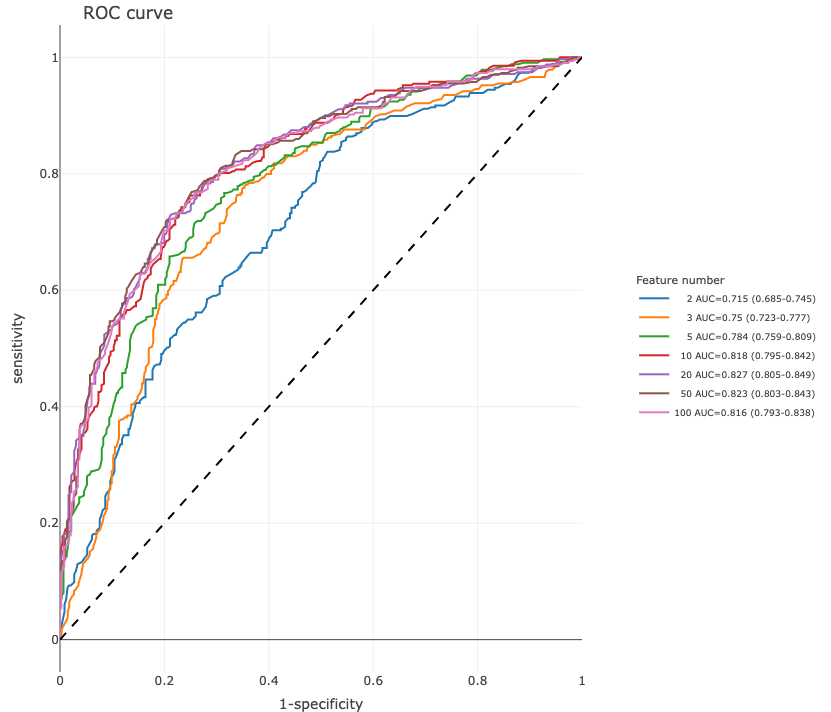 ROC curve
1
0.8
0.6
0.4
0.2
0
sensitivity
0
0.2
0.4
0.6
0.8
1
1-specificity
Feature number
2 AUC=0.715 (0.685-0.745)
3 AUC=0.75 (0.723-0.777)
5 AUC=0.784 (0.759-0.809)
10 AUC=0.818 (0.795-0.842)
20 AUC=0.827 (0.805-0.849)
50 AUC=0.823 (0.803-0.843)
100 AUC=0.816 (0.793-0.838)